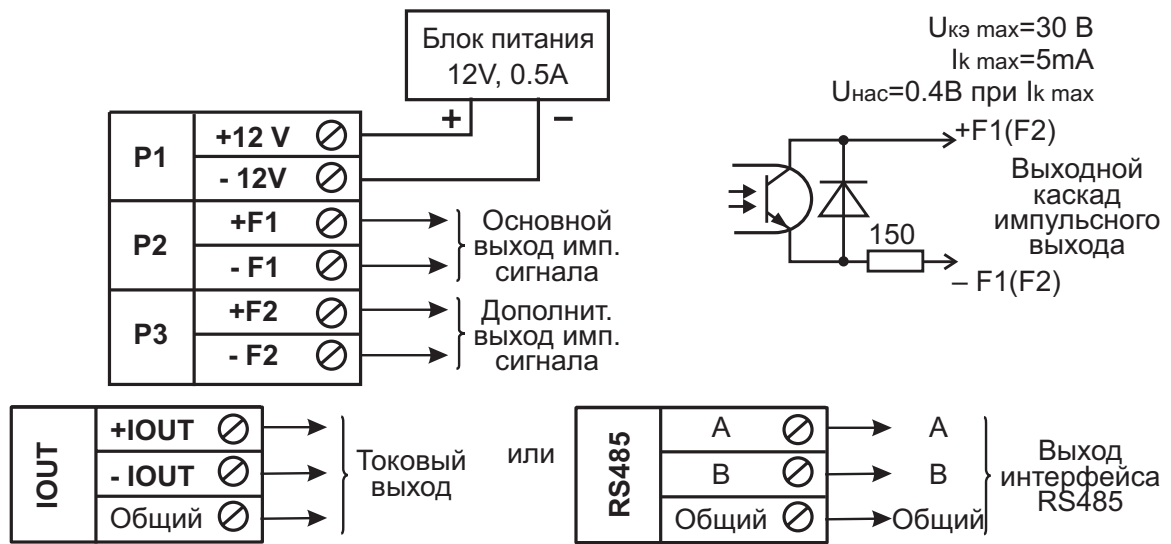 Блок питания
12V, 0.5A
+
–
P1
+12 V
- 12V
P2
+F1
- F1
Основной
выход имп.
сигнала
P3
+F2
- F2
Дополнит.
выход имп.
сигнала
Uкэ max=30 В
Ik max=5mA
Uнас=0.4В при Ik max
+F1(F2)
Выходной
каскад
импульсного
выхода
150
– F1(F2)
IOUT
+IOUT
- IOUT
Общий
Токовый
выход
или
RS485
A
B
Общий
A
B
Общий
Выход
интерфейса
RS485